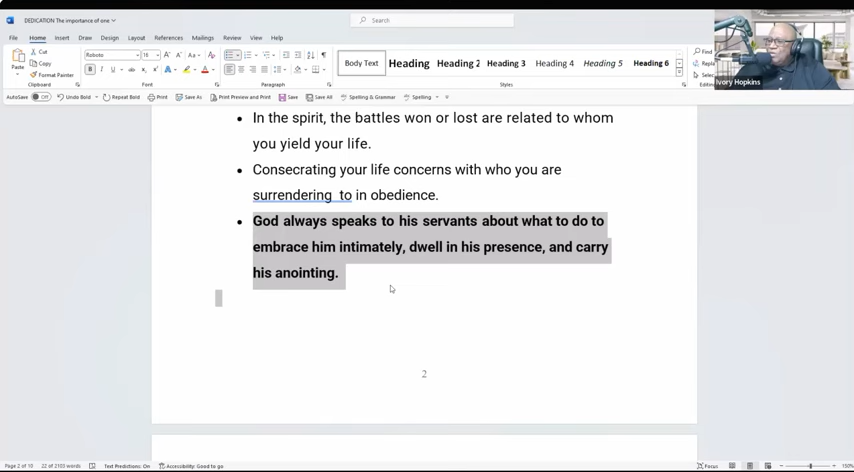 DEDICATION The importance of one
Search
File Home Insert Draw Design Layout References Mailings Review View Help
Cut
Copy
Format Painter
Paste
Clipboard
Roboto 18
Font
Paragraph
Body Text Heading Heading 2 Heading 3 Heading 4 Heading 5 Heading 6
Styles
Find
Ivory Hopkins
AutoSave Off Undo Bold Repeat Bold Print Save As Print Preview and Print Save Save All Spelling & Grammar Spelling
• In the spirit, the battles won or lost are related to whom
you yield your life.
• Consecrating your life concerns with who you are
surrendering to in obedience.
• God always speaks to his servants about what to do to
embrace him intimately, dwell in his presence, and carry
his anointing.
2
Page 2 of 10 22 of 2103 words Text Predictions: On Accessibility: Good to go Focus 150%